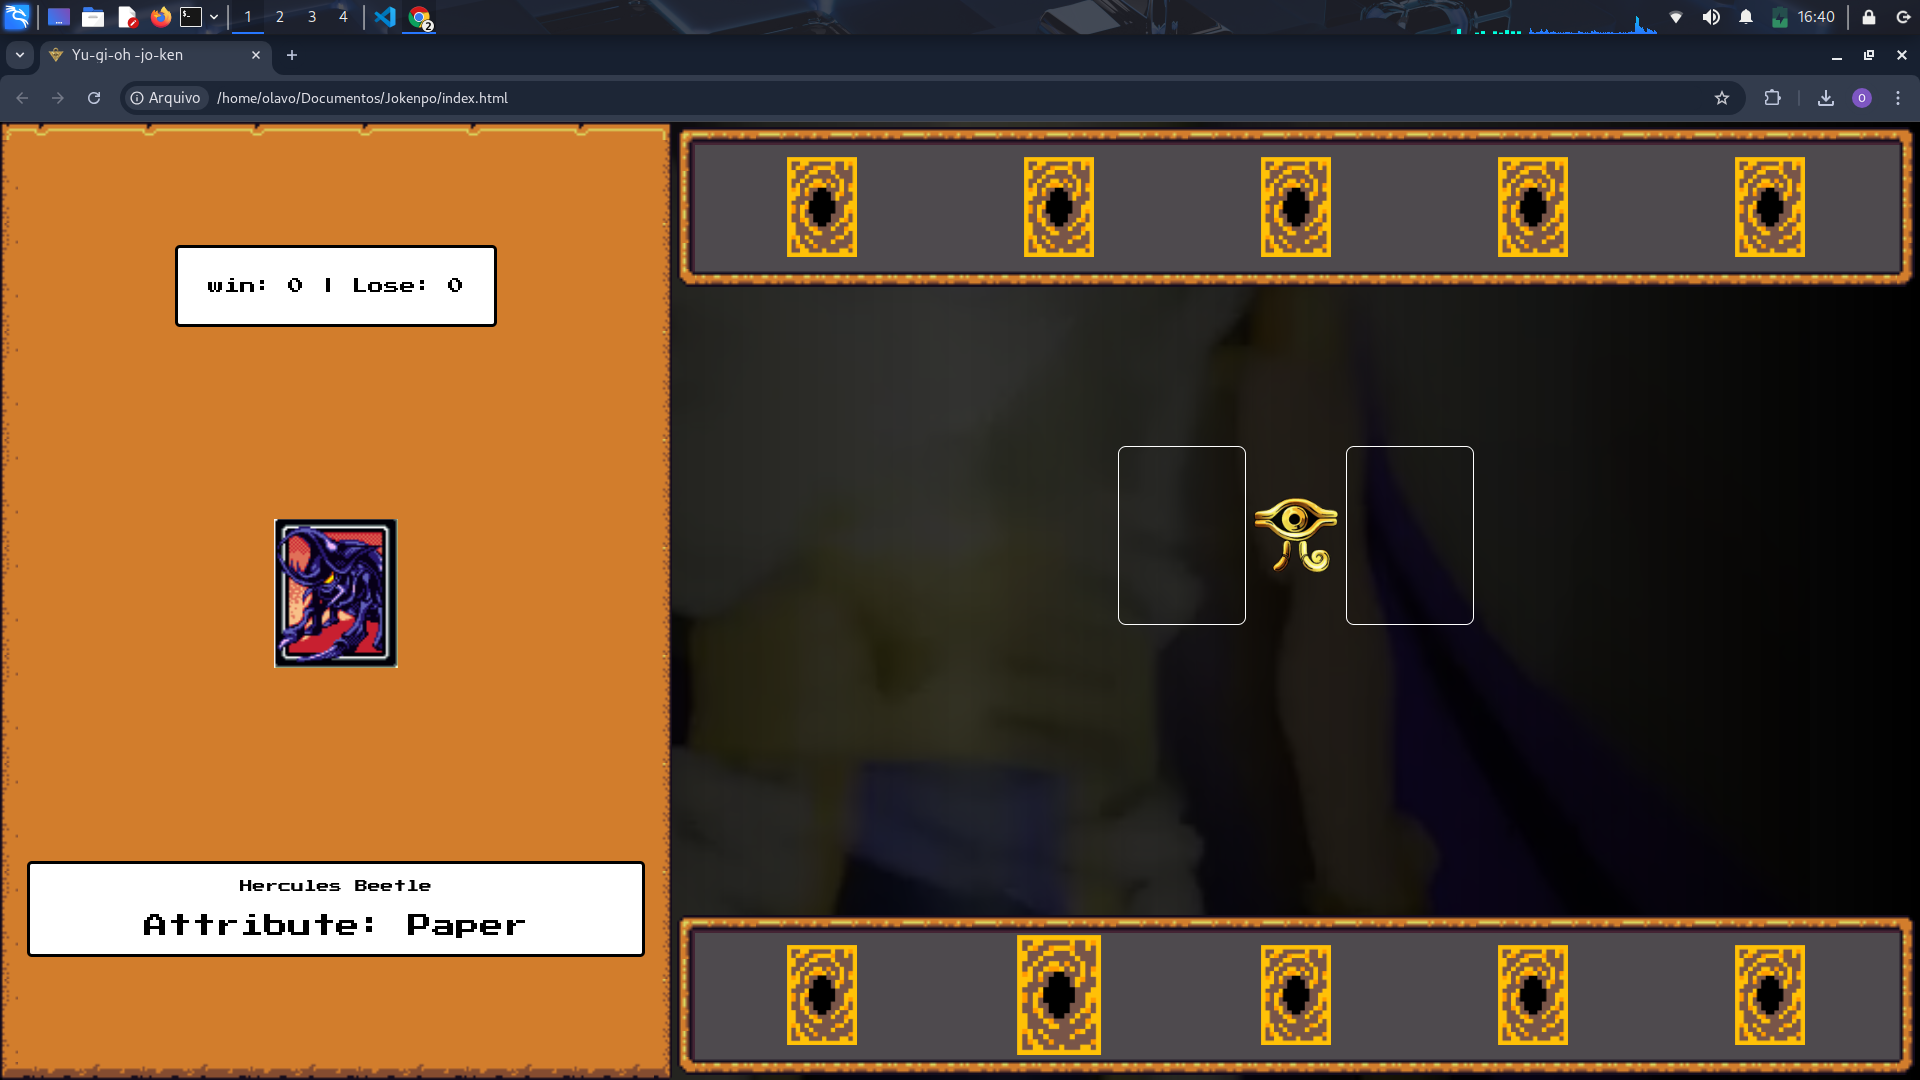 1 2 3 4
2
16:40
Yu-gi-oh -jo-ken
Arquivo
/home/olavo/Documentos/Jokenpo/index.html
O
win: 0 | Lose: 0
Hercules Beetle
Attribute: Paper